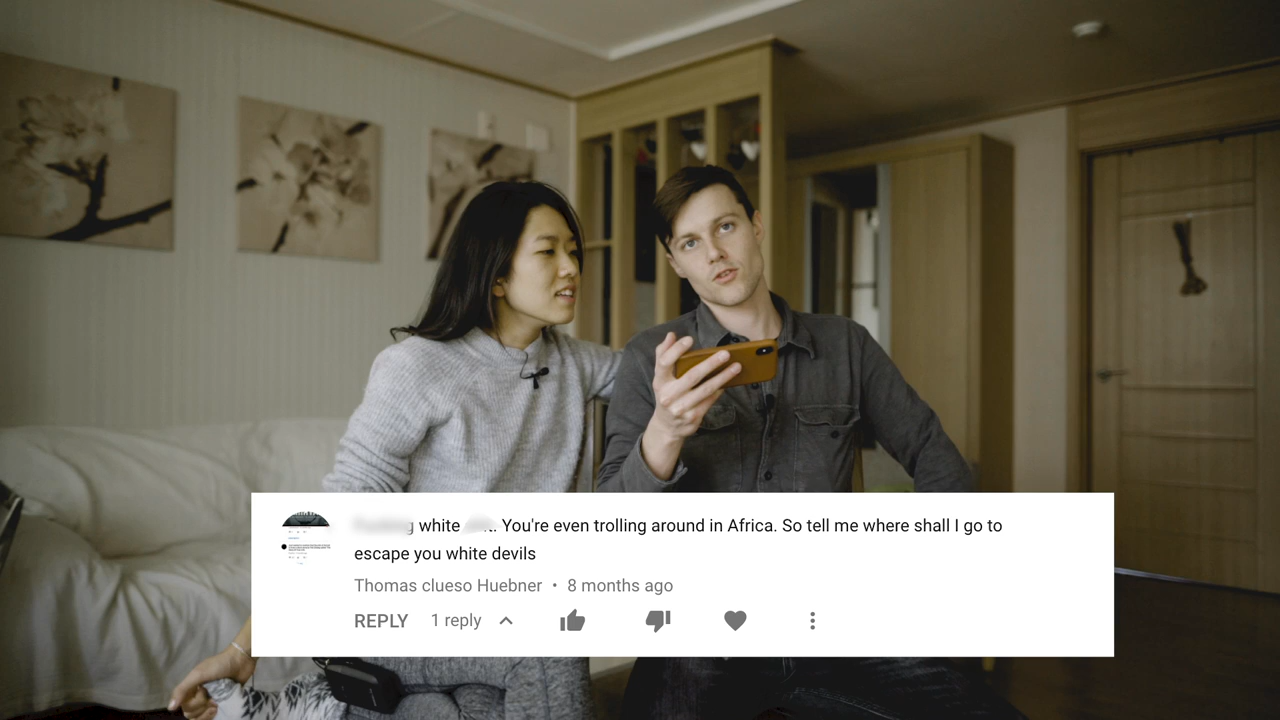 white. You're even trolling around in Africa. So tell me where shall I go to
escape you white devils
Thomas clueso Huebner • 8 months ago
REPLY 1 reply